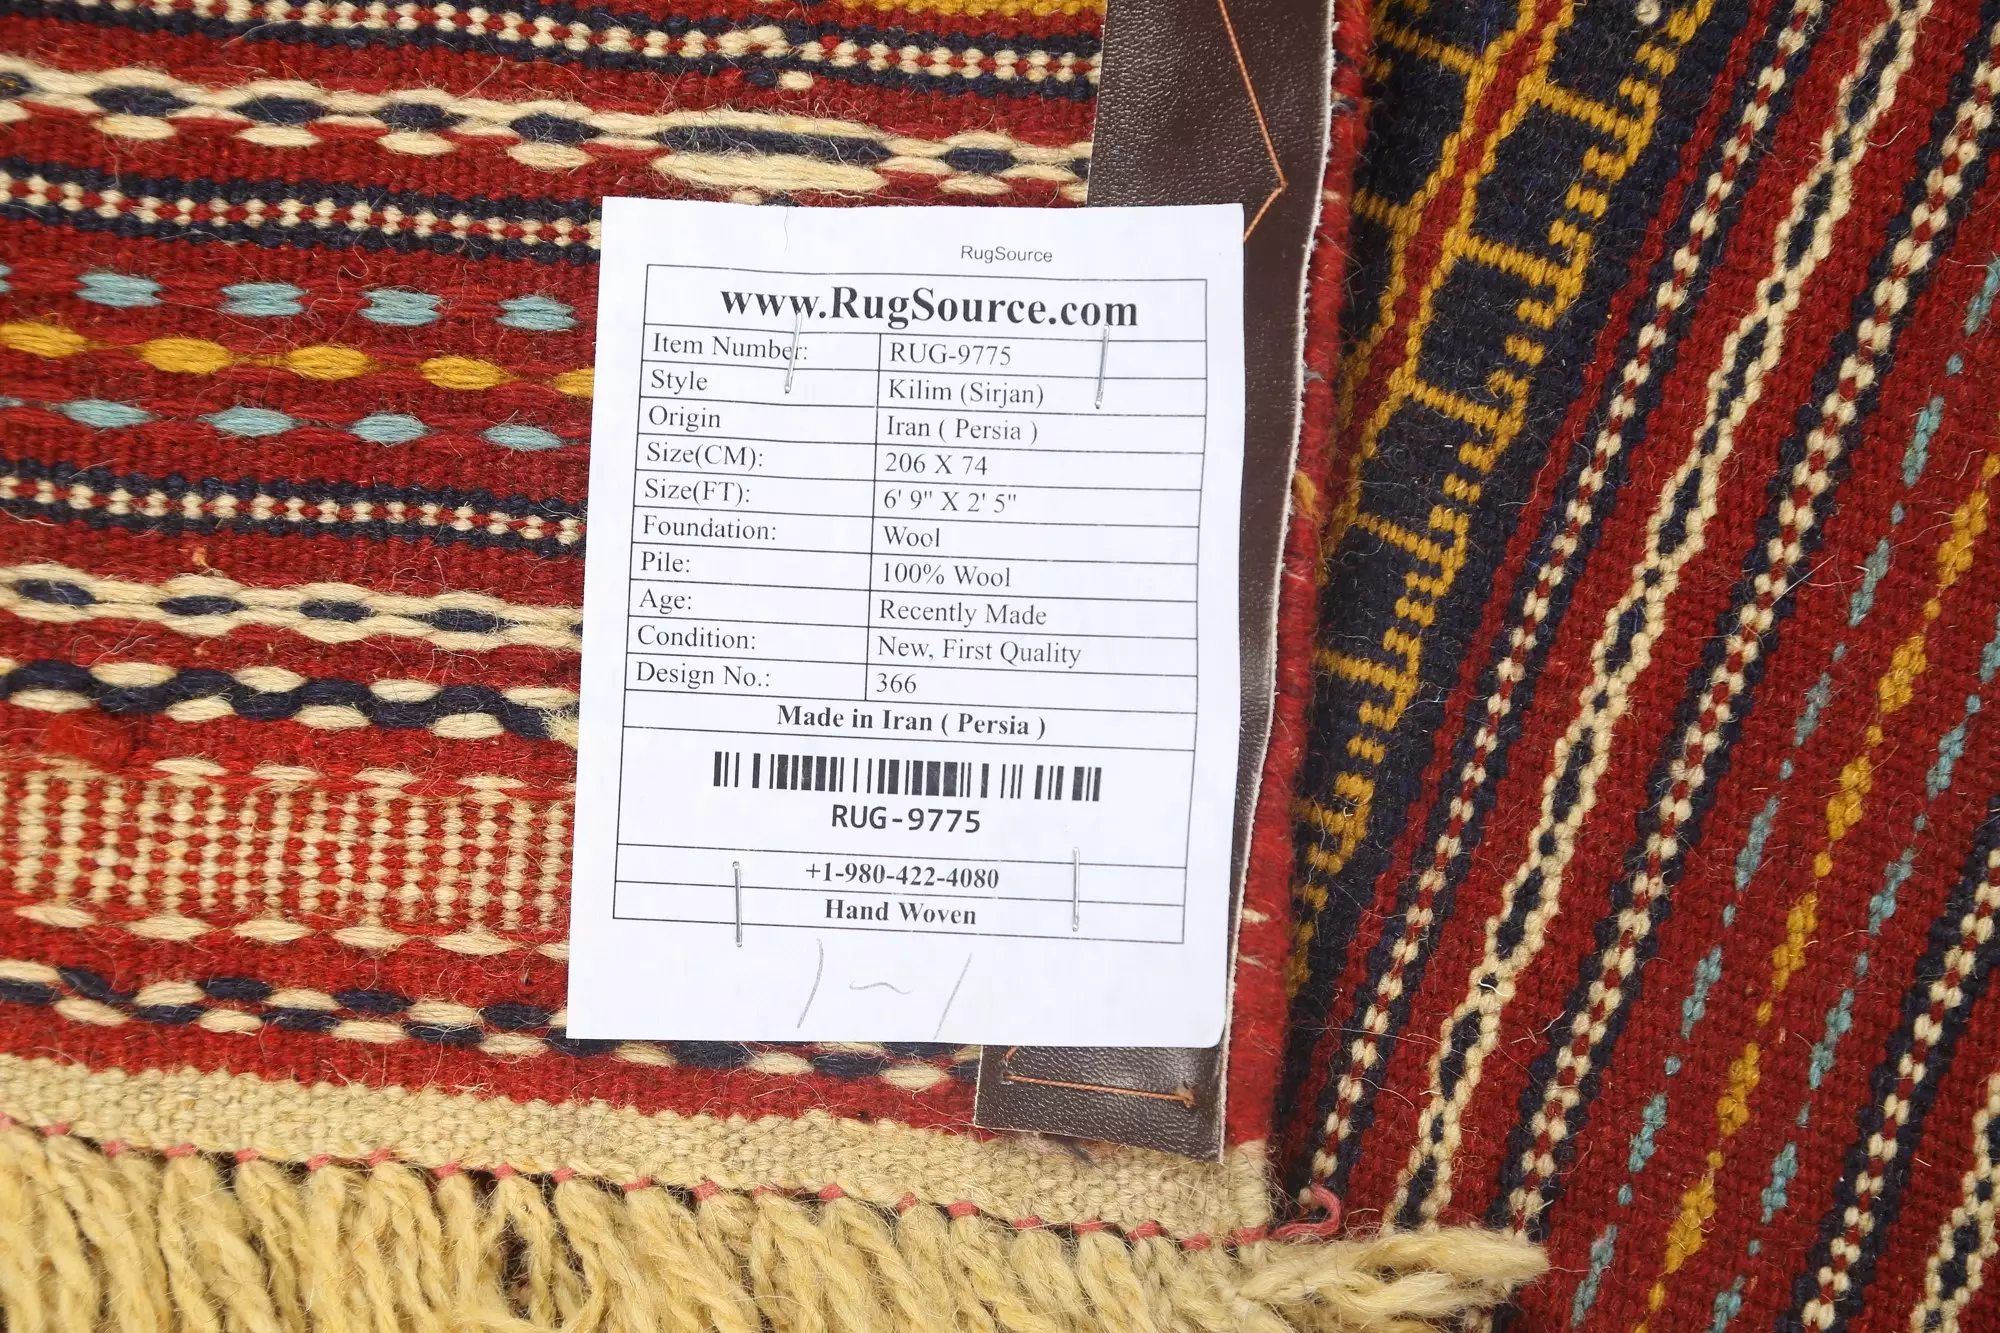 RugSource
www.RugSource.com
Item Number: RUG-9775
Style Kilim (Sirjan)
Origin Iran ( Persia )
Size(CM): 206 X 74
Size(FT): 6' 9" X 2' 5"
Foundation: Wool
Pile: 100% Wool
Age: Recently Made
Condition: New, First Quality
Design No.: 366
Made in Iran ( Persia )
RUG-9775
+1-980-422-4080
Hand Woven